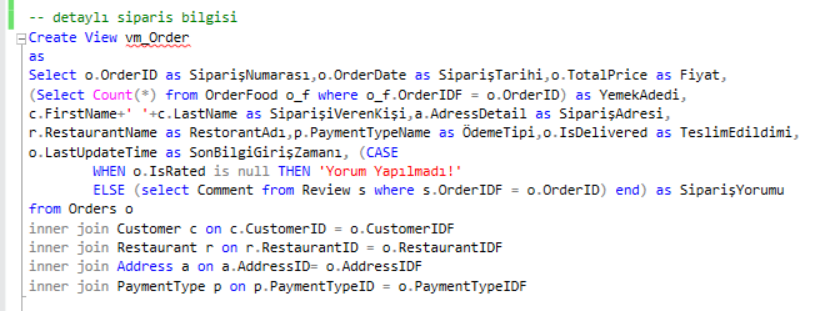 -- detaylı siparis bilgisi
Create View vm_Order
as
Select o.OrderID as SiparişNumarası,o.OrderDate as SiparişTarihi,o.TotalPrice as Fiyat,
(Select Count(*) from OrderFood o_f where o_f.OrderIDF = o.OrderID) as YemekAdedi,
c.FirstName+' '+c.LastName as SiparişiVerenKişi,a.AdressDetail as SiparişAdresi,
r.RestaurantName as RestorantAdı,p.PaymentTypeName as ÖdemeTipi,o.IsDelivered as TeslimEdildimi,
o.LastUpdateTime as SonBilgiGirişZamanı, (CASE
WHEN o.IsRated is null THEN 'Yorum Yapılmadı!'
ELSE (select Comment from Review s where s.OrderIDF = o.OrderID) end) as SiparişYorumu
from Orders o
inner join Customer c on c.CustomerID = o.CustomerIDF
inner join Restaurant r on r.RestaurantID = o.RestaurantIDF
inner join Address a on a.AddressID= o.AddressIDF
inner join PaymentType p on p.PaymentTypeID = o.PaymentTypeIDF